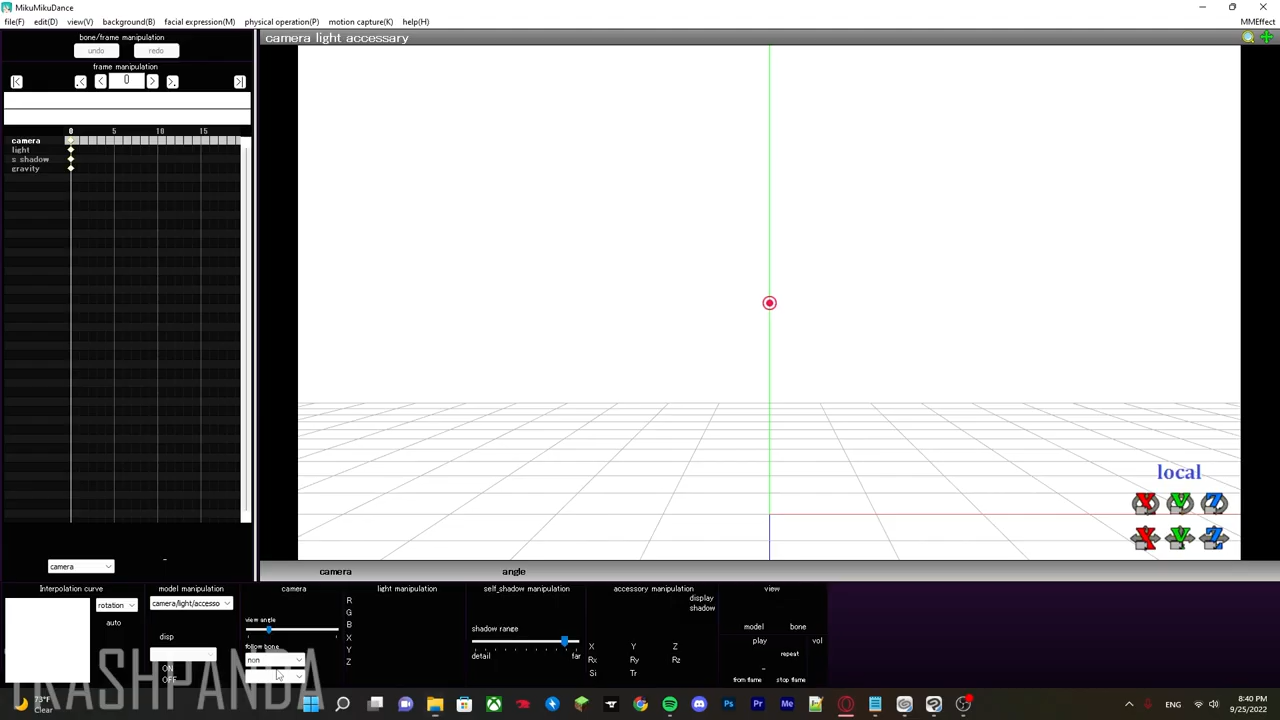 MikuMikuDance
file(F) edit(D) view(V) background(B) facial expression(M) physical operation(P) motion capture(K) help(H) MMEffect
bone/frame manipulation
undo redo
frame manipulation
0
camera light accessary
0 5 10 15
camera
light
s shadow
gravity
local
X Y Z
X Y Z
camera
camera angle
Interpolation curve
rotation
auto
model manipulation
camera/light/accesso
disp
ON
OFF
camera
view angle
follow bone
non
light manipulation
R
G
B
X
Y
Z
self_shadow manipulation
shadow range
detail far
accessory manipulation
display
shadow
X Y Z
Rx Ry Rz
Si Tr
view
model bone
play vol
repeat
from flame stop flame
TRASHPANDA
73°F
Clear
ENG
8:40 PM
9/25/2022